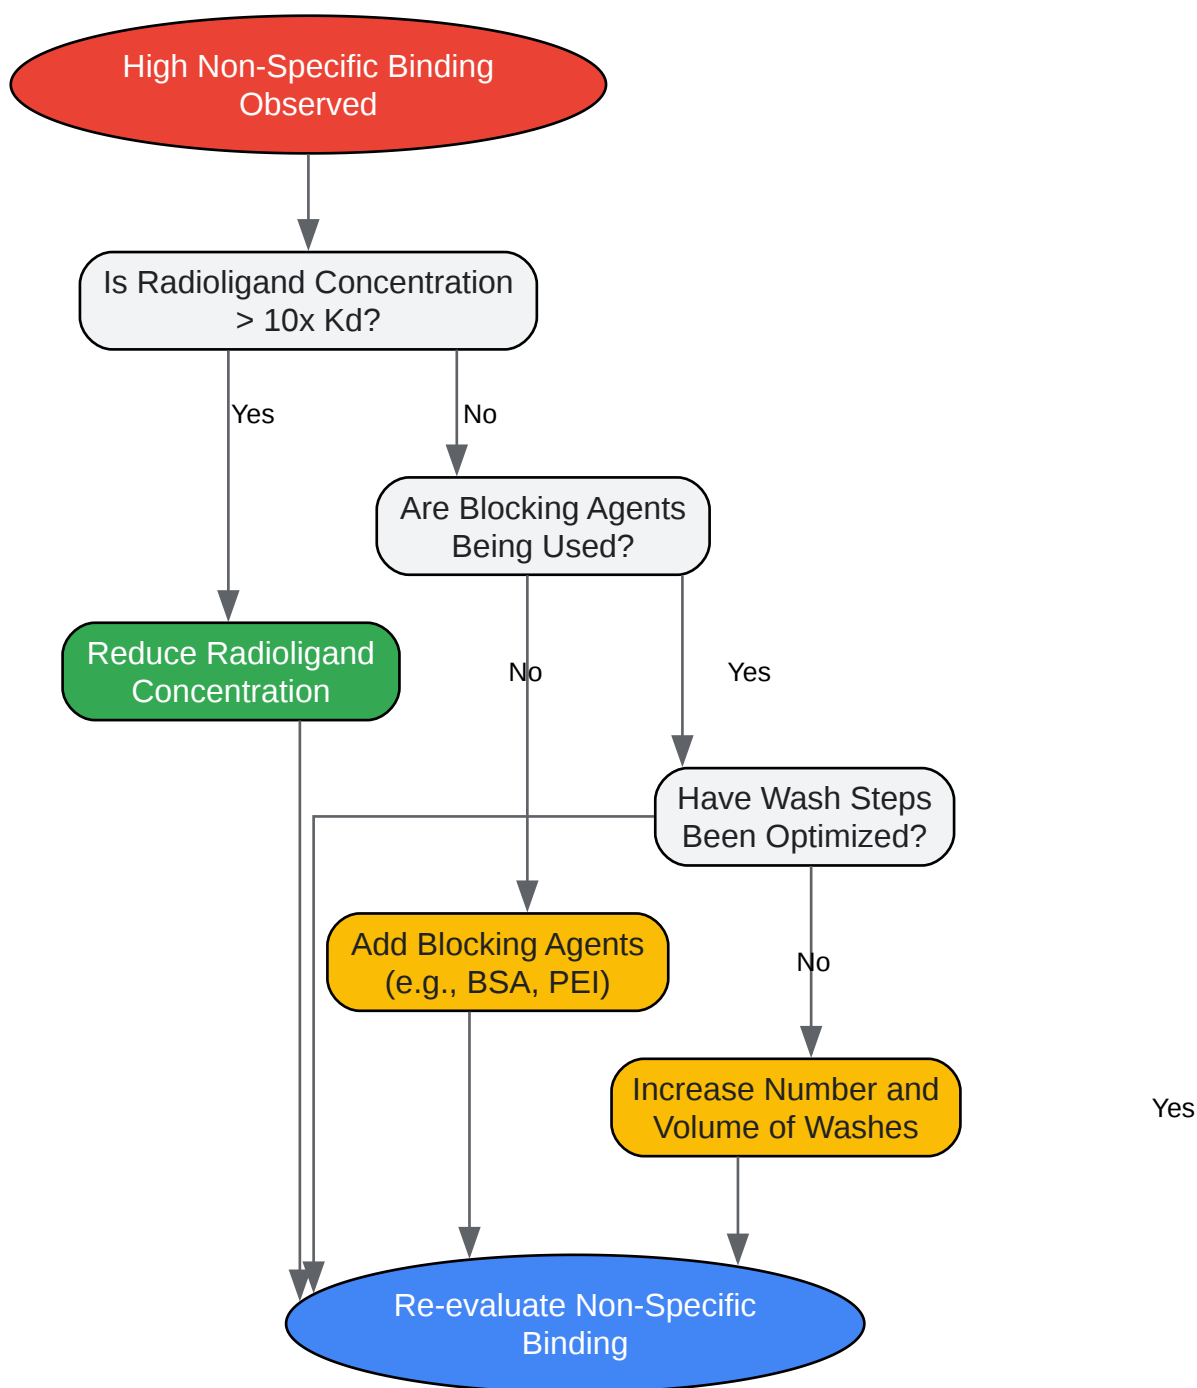 High Non-Specific Binding
Observed
Is Radioligand Concentration
> 10x Kd?
Yes
No
Are Blocking Agents
Being Used?
Reduce Radioligand
Concentration
No
Yes
Have Wash Steps
Been Optimized?
Add Blocking Agents
(e.g., BSA, PEI)
No
Increase Number and
Volume of Washes
Yes
Re-evaluate Non-Specific
Binding